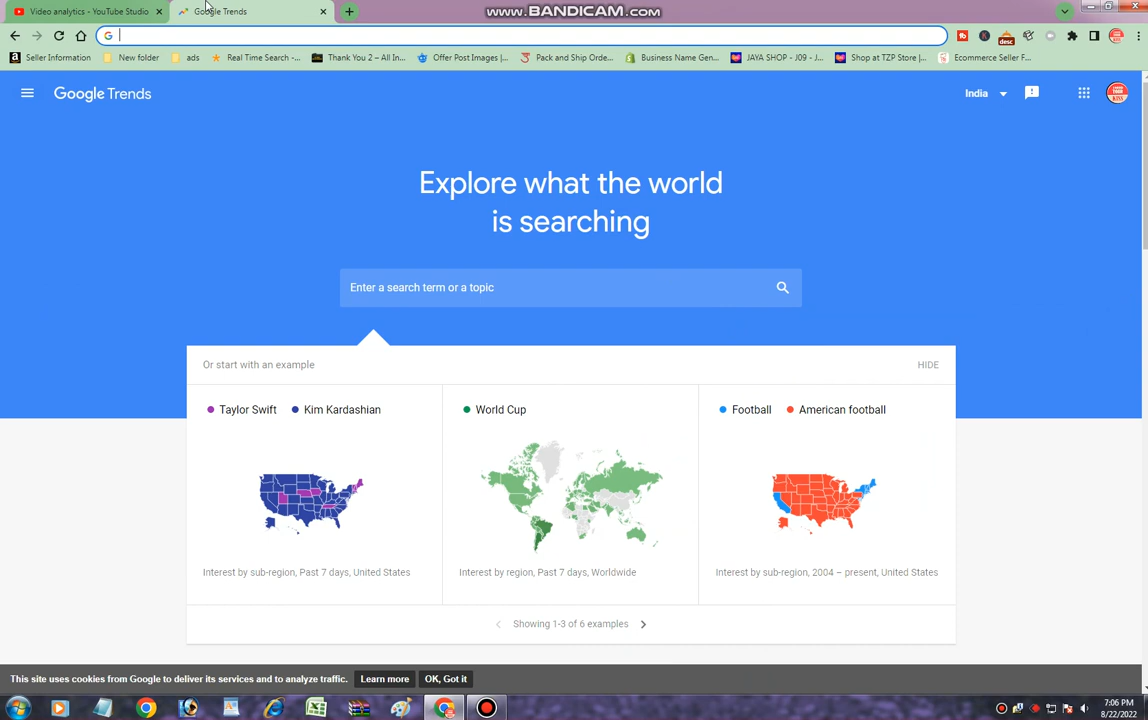 Video analytics - YouTube Studio
Google Trends
www.BANDICAM.com
Seller Information
New folder
ads
Real Time Search -...
Thank You 2 – All In...
Offer Post Images |...
Pack and Ship Orde...
Business Name Gen...
JAYA SHOP - J09 - J...
Shop at TZP Store |...
Ecommerce Seller F...
Google Trends
India
Explore what the world
is searching
Enter a search term or a topic
Or start with an example
HIDE
Taylor Swift
Kim Kardashian
World Cup
Football
American football
Interest by sub-region, Past 7 days, United States
Interest by region, Past 7 days, Worldwide
Interest by sub-region, 2004 – present, United States
Showing 1-3 of 6 examples
This site uses cookies from Google to deliver its services and to analyze traffic.
Learn more
OK, Got it
7:06 PM
8/22/2022